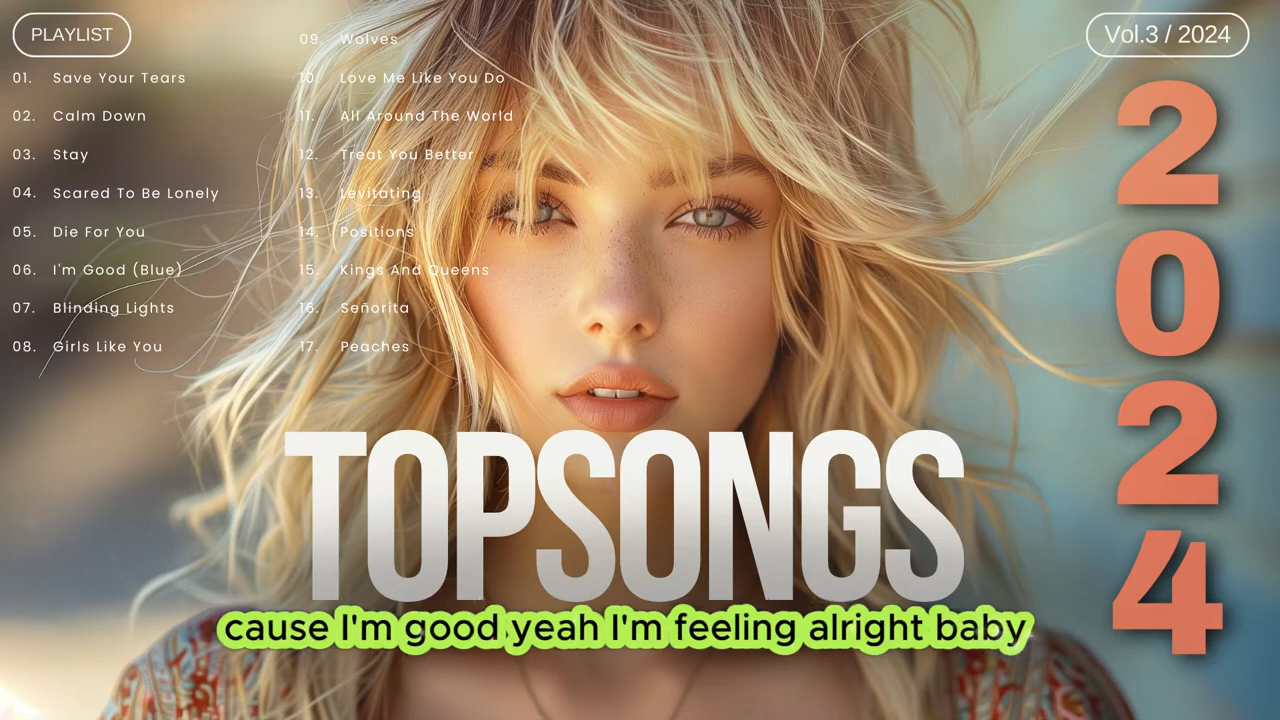 PLAYLIST
01. Save Your Tears
02. Calm Down
03. Stay
04. Scared To Be Lonely
05. Die For You
06. I'm Good (Blue)
07. Blinding Lights
08. Girls Like You
09. Wolves
10. Love Me Like You Do
11. All Around The World
12. Treat You Better
13. Levitating
14. Positions
15. Kings And Queens
16. Señorita
17. Peaches
Vol.3 / 2024
2024
TOPSONGS
cause I'm good yeah I'm feeling alright baby